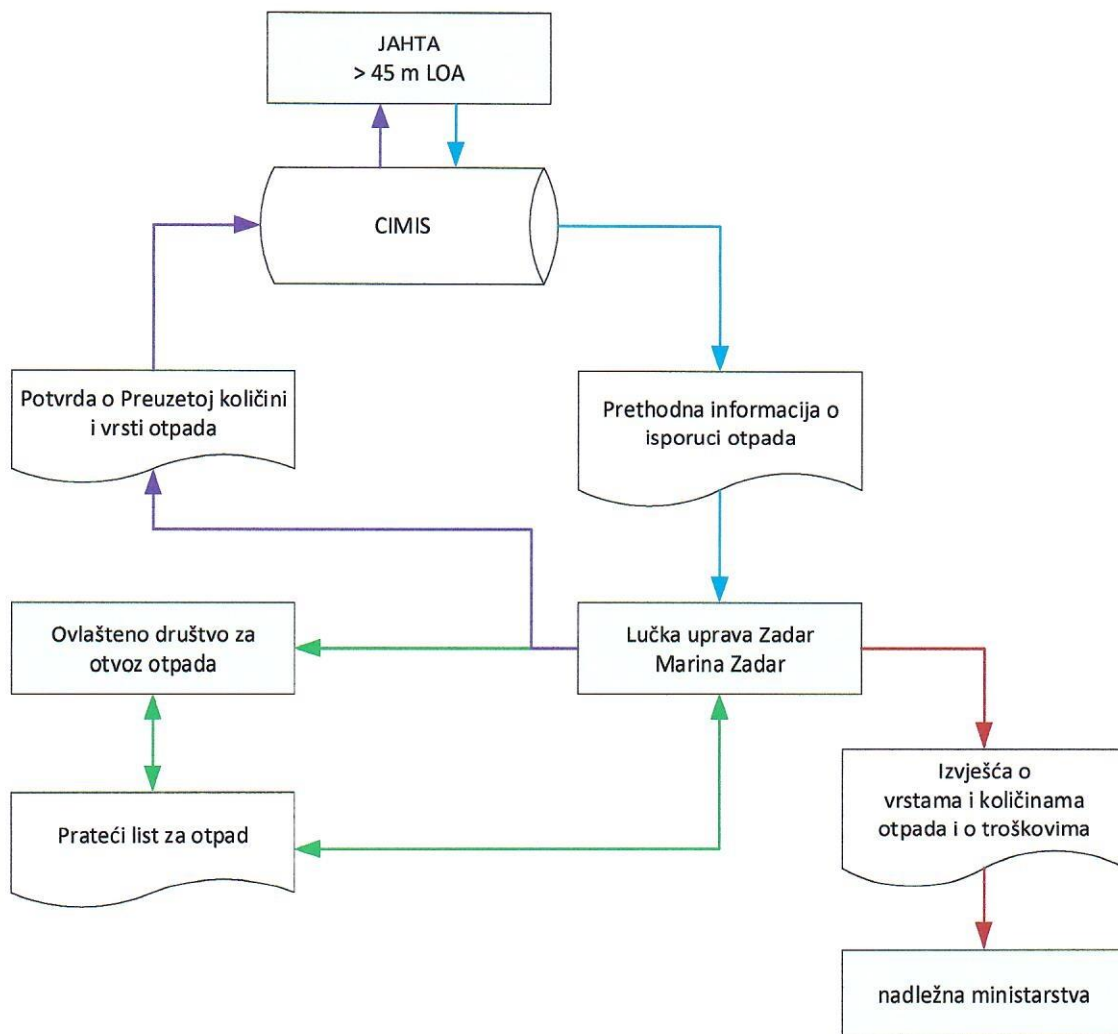 JAHTA
> 45 m LOA
CIMIS
Potvrda o Preuzetoj količini
i vrsti otpada
Prethodna informacija o
isporuci otpada
Ovlašteno društvo za
otvoz otpada
Lučka uprava Zadar
Marina Zadar
Prateći list za otpad
Izvješća o
vrstama i količinama
otpada i o troškovima
nadležna ministarstva